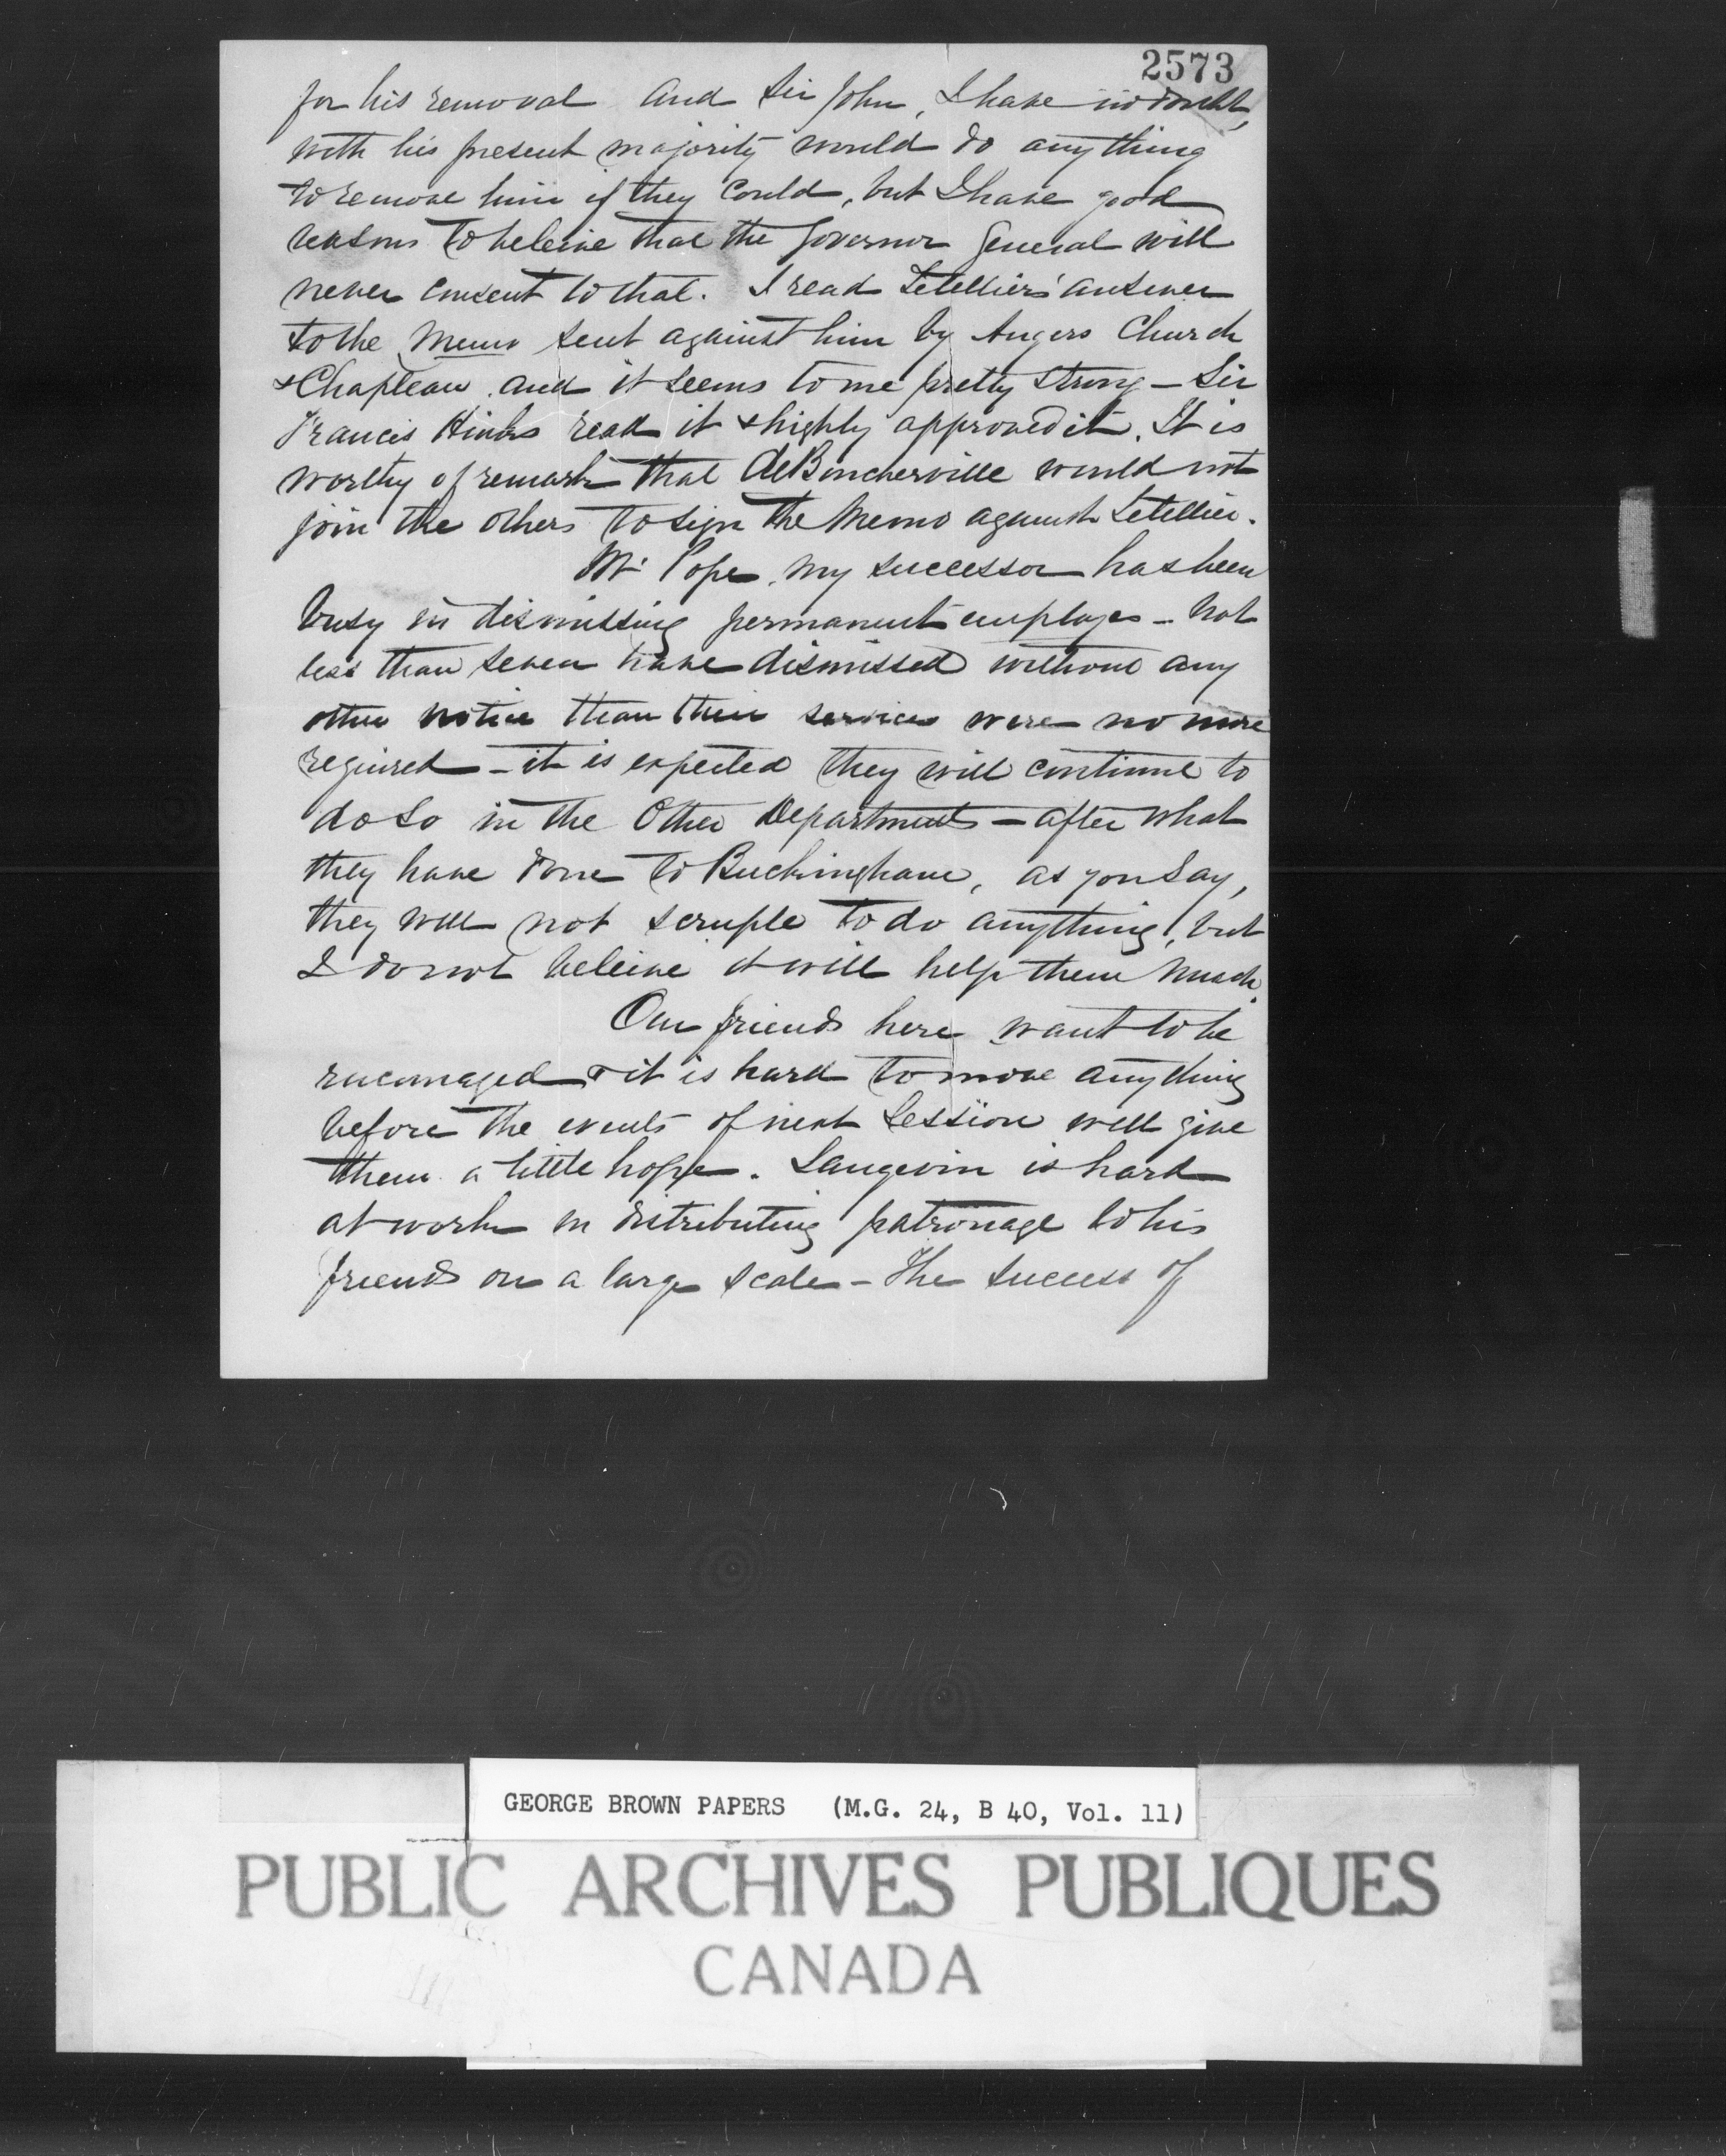 2573
for his removal and Sir John, I have no doubt,
with his present majority would do anything
to remove him if they could, but I have good
reasons to beleive that the Governor General will
never consent to that. I read Letellier's answer
to the Memo sent against him by Angers Church
& Chapleau and it seems to me pretty strong – Sir
Francis Hinks read it & highly approved it. It is
worthy of remark that deBoucherville would not
join the others to sign the Memo against Letellier.
Mr Pope, my successor has been
busy in dismissing permanent employes – not
less than seven have dismissed without any
other notice than their services were no more
required – it is expected they will continue to
do so in the other Departments – after what
they have done to Buckingham, as you say,
they will not scruple to do anything, but
I do not beleive it will help them much.
Our friends here want to be
encouraged & it is hard to move anything
before the events of next Session will give
them a little hope. Langevin is hard
at work in distributing patronage to his
friends on a large scale – The success of
GEORGE BROWN PAPERS (M.G. 24, B 40, Vol. 11)
PUBLIC ARCHIVES PUBLIQUES
CANADA